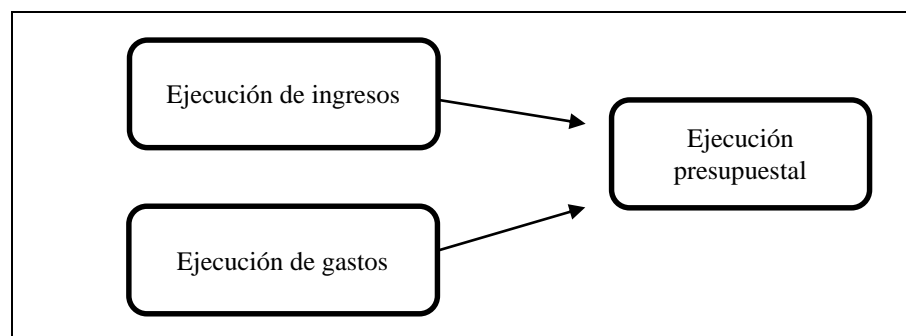 Ejecución de ingresos
Ejecución
presupuestal
Ejecución de gastos